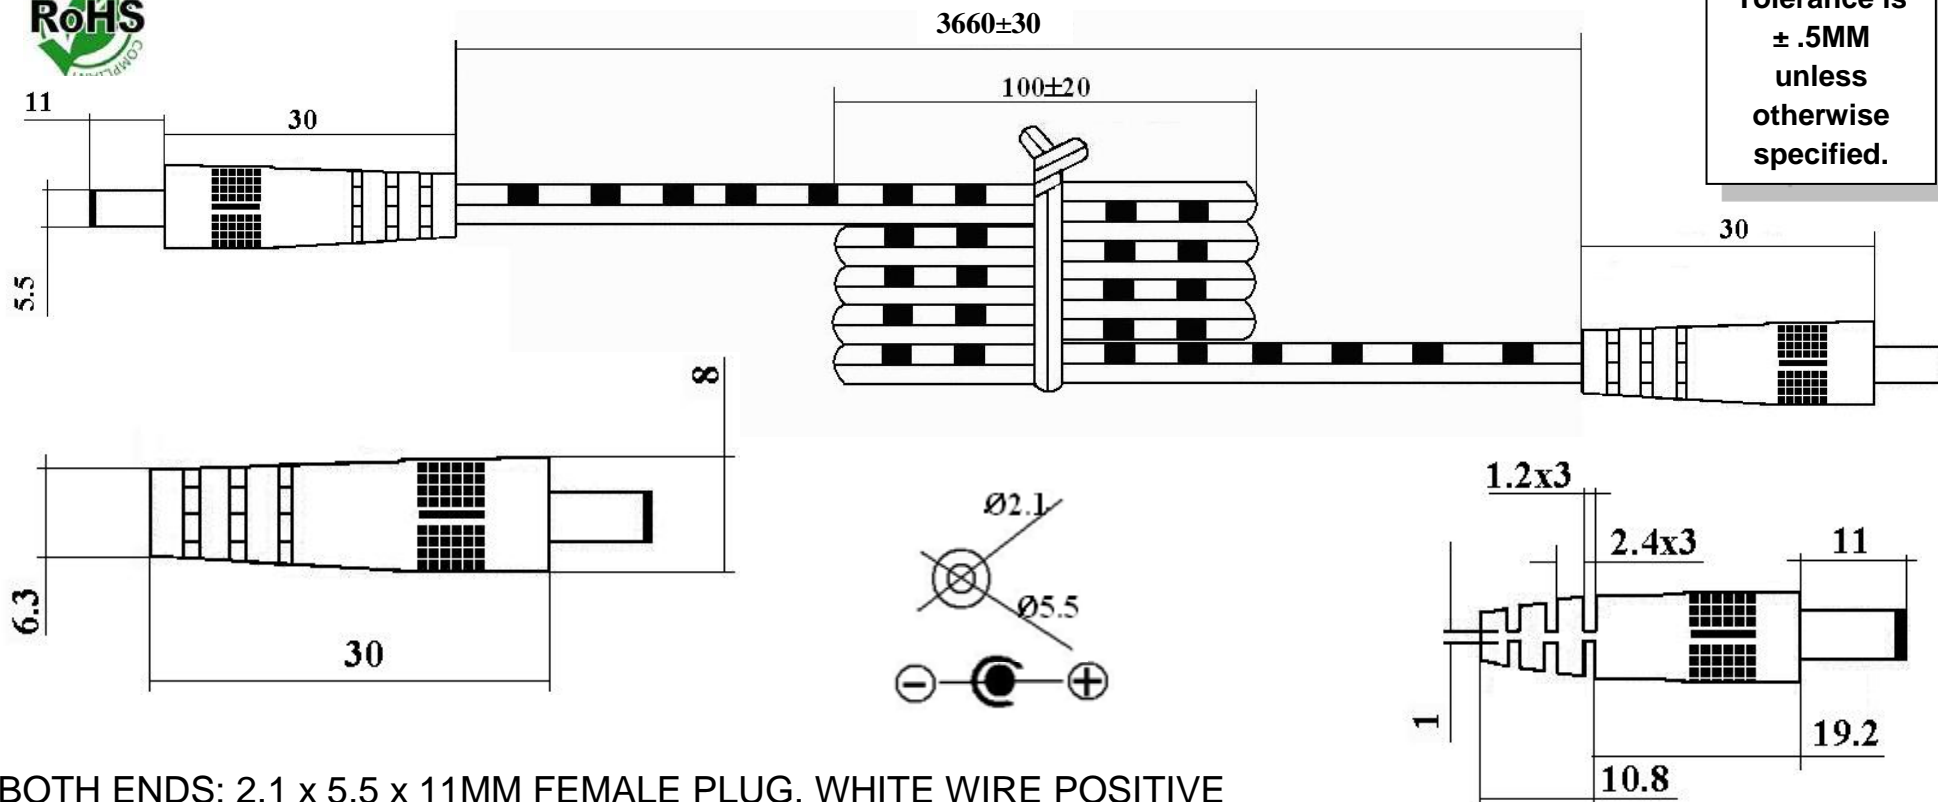 RoHS
COMPLIANT
3660±30
Tolerance is
± .5MM
unless
otherwise
specified.
100±20
11
30
30
5.5
8
6.3
30
Ø2.1
Ø5.5
1.2x3
2.4x3
11
1
19.2
10.8
BOTH ENDS: 2.1 x 5.5 x 11MM FEMALE PLUG. WHITE WIRE POSITIVE